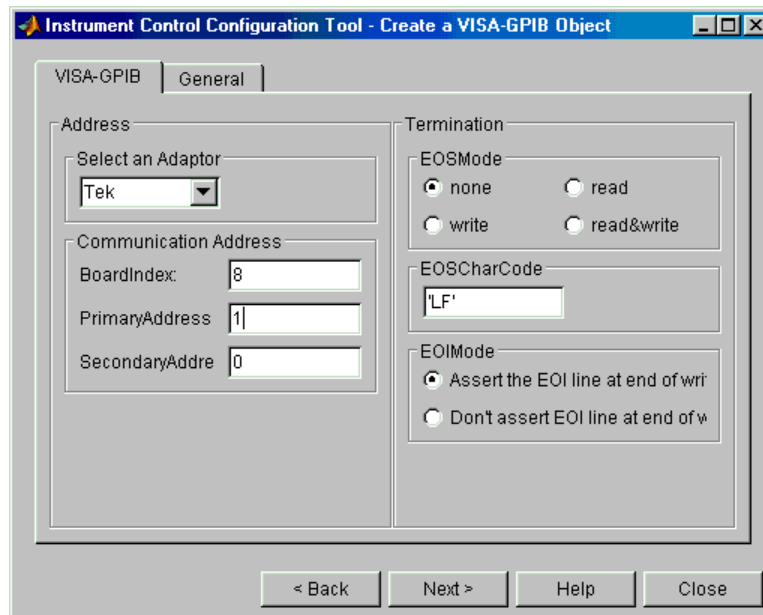 Instrument Control Configuration Tool - Create a VISA-GPIB Object
VISA-GPIB
General
Address
Select an Adaptor
Tek
Communication Address
BoardIndex: 8
PrimaryAddress 1
SecondaryAddre 0
Termination
EOSMode
none read
write read&write
EOSCharCode
'LF'
EOIMode
Assert the EOI line at end of wri
Don't assert EOI line at end of w
< Back Next > Help Close